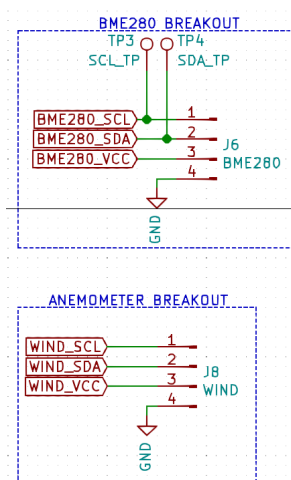 BME280 BREAKOUT
TP3 TP4
SCL_TP SDA_TP
BME280_SCL 1
BME280_SDA 2
J6
BME280_VCC 3
BME280
4
GND
ANEMOMETER BREAKOUT
WIND_SCL 1
WIND_SDA 2
J8
WIND_VCC 3
WIND
4
GND